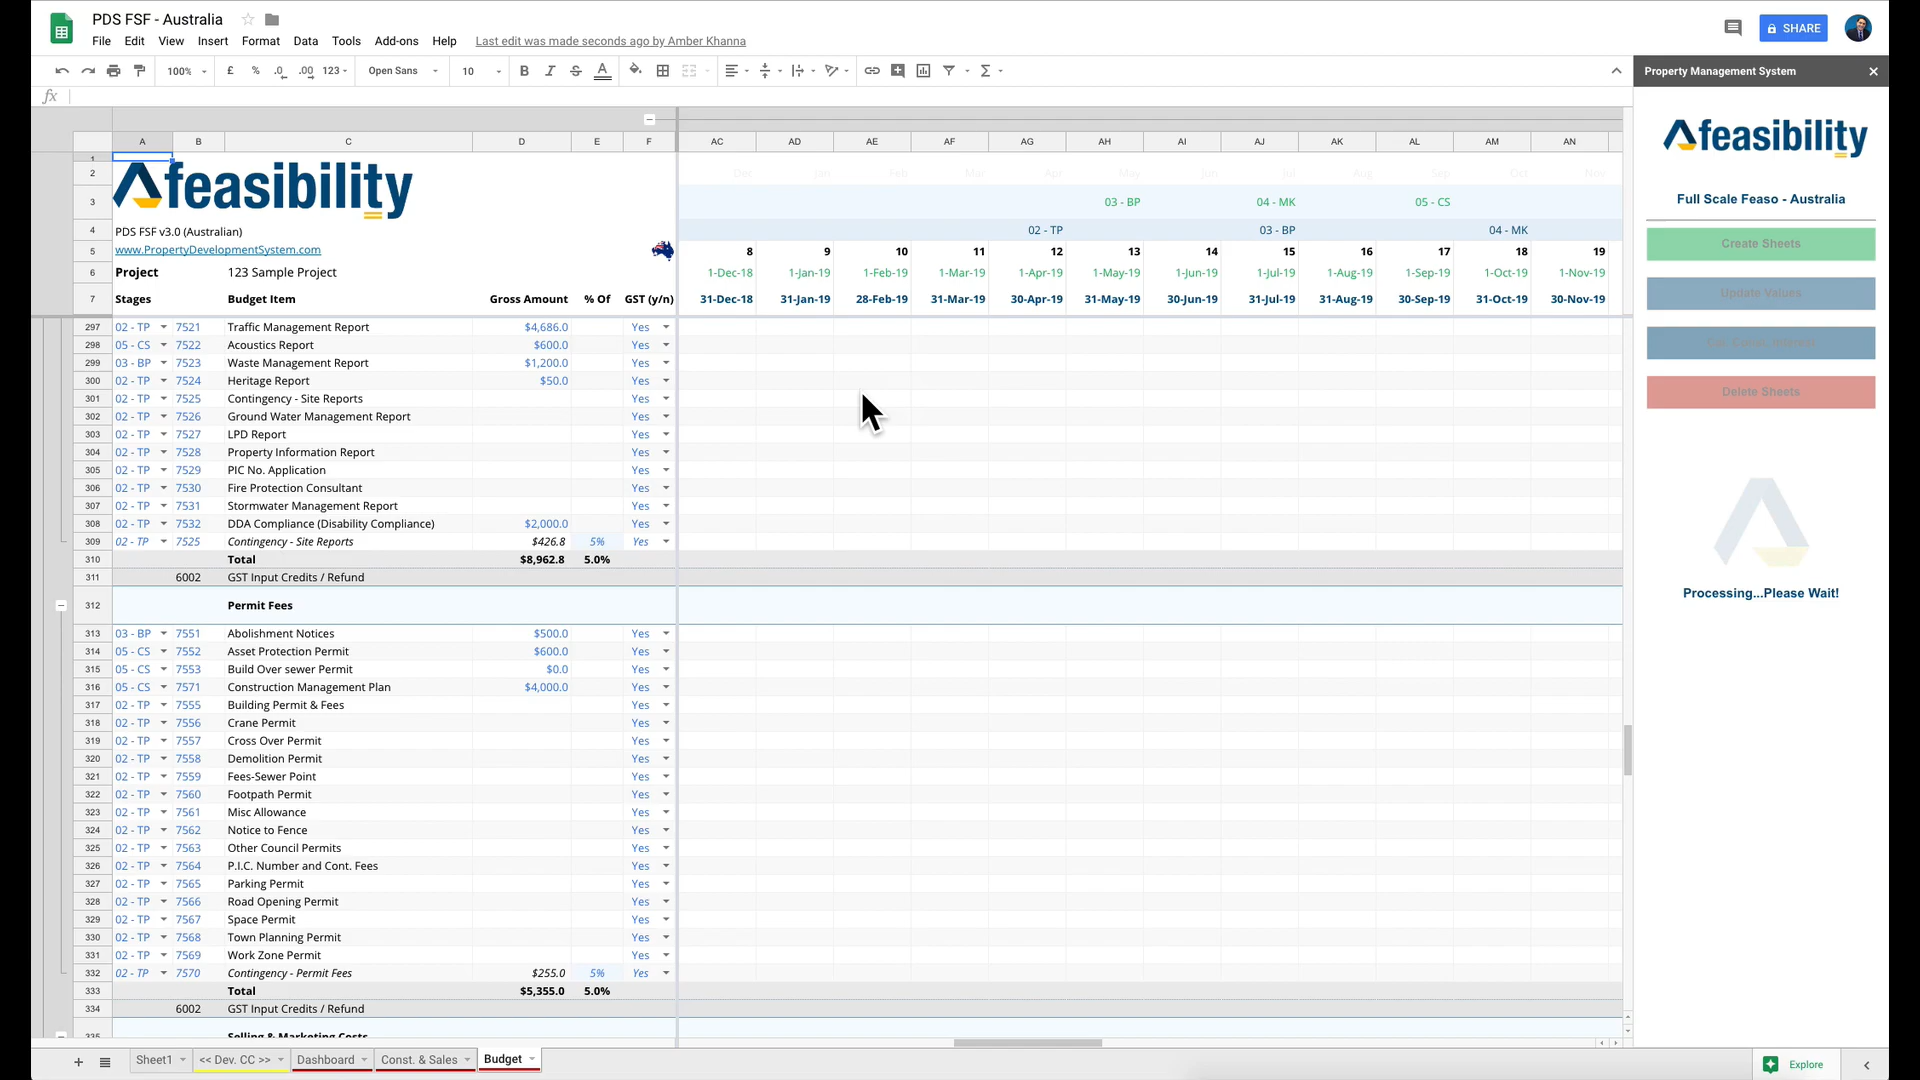 PDS FSF - Australia
File Edit View Insert Format Data Tools Add-ons Help Last edit was made seconds ago by Amber Khanna
SHARE
100% £ % .0 .00 123 Open Sans 10 B I S A Σ
Property Management System
fx
A B C D E F AC AD AE AF AG AH AI AJ AK AL AM AN
feasibility
feasibility
Full Scale Feaso - Australia
Create Sheets
Update Values
Delete Sheets
Processing...Please Wait!
1
2 Dec Jan Feb Mar Apr May Jun Jul Aug Sep Oct Nov
3 03 - BP 04 - MK 05 - CS
4 PDS FSF v3.0 (Australian) 02 - TP 03 - BP 04 - MK
5 www.PropertyDevelopmentSystem.com 8 9 10 11 12 13 14 15 16 17 18 19
6 Project 123 Sample Project 1-Dec-18 1-Jan-19 1-Feb-19 1-Mar-19 1-Apr-19 1-May-19 1-Jun-19 1-Jul-19 1-Aug-19 1-Sep-19 1-Oct-19 1-Nov-19
7 Stages Budget Item Gross Amount % Of GST (y/n) 31-Dec-18 31-Jan-19 28-Feb-19 31-Mar-19 30-Apr-19 31-May-19 30-Jun-19 31-Jul-19 31-Aug-19 30-Sep-19 31-Oct-19 30-Nov-19
297 02 - TP 7521 Traffic Management Report $4,686.0 Yes
298 05 - CS 7522 Acoustics Report $600.0 Yes
299 03 - BP 7523 Waste Management Report $1,200.0 Yes
300 02 - TP 7524 Heritage Report $50.0 Yes
301 02 - TP 7525 Contingency - Site Reports Yes
302 02 - TP 7526 Ground Water Management Report Yes
303 02 - TP 7527 LPD Report Yes
304 02 - TP 7528 Property Information Report Yes
305 02 - TP 7529 PIC No. Application Yes
306 02 - TP 7530 Fire Protection Consultant Yes
307 02 - TP 7531 Stormwater Management Report Yes
308 02 - TP 7532 DDA Compliance (Disability Compliance) $2,000.0 Yes
309 02 - TP 7525 Contingency - Site Reports $426.8 5% Yes
310 Total $8,962.8 5.0%
311 6002 GST Input Credits / Refund
312 Permit Fees
313 03 - BP 7551 Abolishment Notices $500.0 Yes
314 05 - CS 7552 Asset Protection Permit $600.0 Yes
315 05 - CS 7553 Build Over sewer Permit $0.0 Yes
316 05 - CS 7571 Construction Management Plan $4,000.0 Yes
317 02 - TP 7555 Building Permit & Fees Yes
318 02 - TP 7556 Crane Permit Yes
319 02 - TP 7557 Cross Over Permit Yes
320 02 - TP 7558 Demolition Permit Yes
321 02 - TP 7559 Fees-Sewer Point Yes
322 02 - TP 7560 Footpath Permit Yes
323 02 - TP 7561 Misc Allowance Yes
324 02 - TP 7562 Notice to Fence Yes
325 02 - TP 7563 Other Council Permits Yes
326 02 - TP 7564 P.I.C. Number and Cont. Fees Yes
327 02 - TP 7565 Parking Permit Yes
328 02 - TP 7566 Road Opening Permit Yes
329 02 - TP 7567 Space Permit Yes
330 02 - TP 7568 Town Planning Permit Yes
331 02 - TP 7569 Work Zone Permit Yes
332 02 - TP 7570 Contingency - Permit Fees $255.0 5% Yes
333 Total $5,355.0 5.0%
334 6002 GST Input Credits / Refund
335 Selling & Marketing Costs
Sheet1 << Dev. CC >> Dashboard Const. & Sales Budget Explore